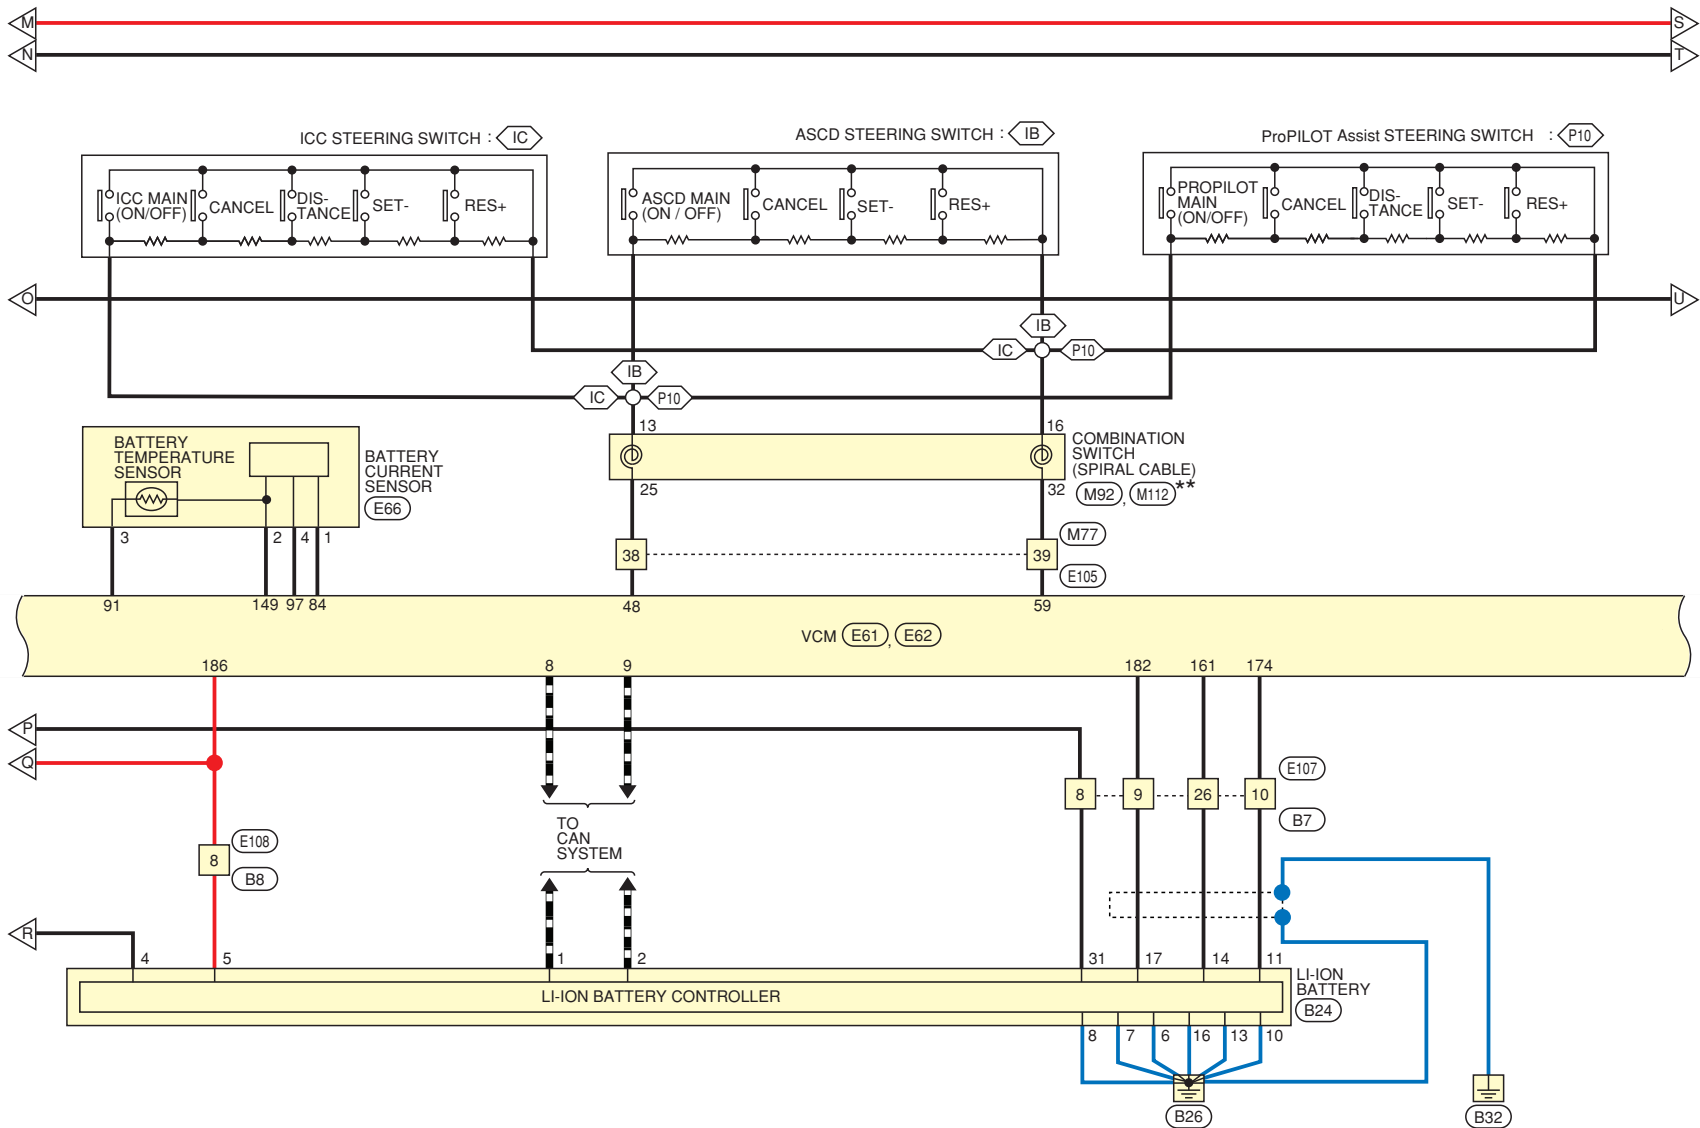 M
S
N
T
ICC STEERING SWITCH : IC
ASCD STEERING SWITCH : IB
ProPILOT Assist STEERING SWITCH : P10
ICC MAIN
(ON/OFF)
CANCEL
DIS-
TANCE
SET-
RES+
ASCD MAIN
(ON / OFF)
CANCEL
SET-
RES+
PROPILOT
MAIN
(ON/OFF)
CANCEL
DIS-
TANCE
SET-
RES+
O
U
IB
IC
P10
IB
IC
P10
13
16
COMBINATION
SWITCH
(SPIRAL CABLE)
M92, M112**
25
32
BATTERY
TEMPERATURE
SENSOR
BATTERY
CURRENT
SENSOR
E66
3
2
4
1
38
39
M77
E105
91
149
97
84
48
59
VCM E61, E62
186
8
9
182
161
174
P
Q
E108
8
B8
TO
CAN
SYSTEM
8
9
26
10
E107
B7
R
4
5
1
2
31
17
14
11
LI-ION BATTERY CONTROLLER
LI-ION
BATTERY
B24
8
7
6
16
13
10
B26
B32